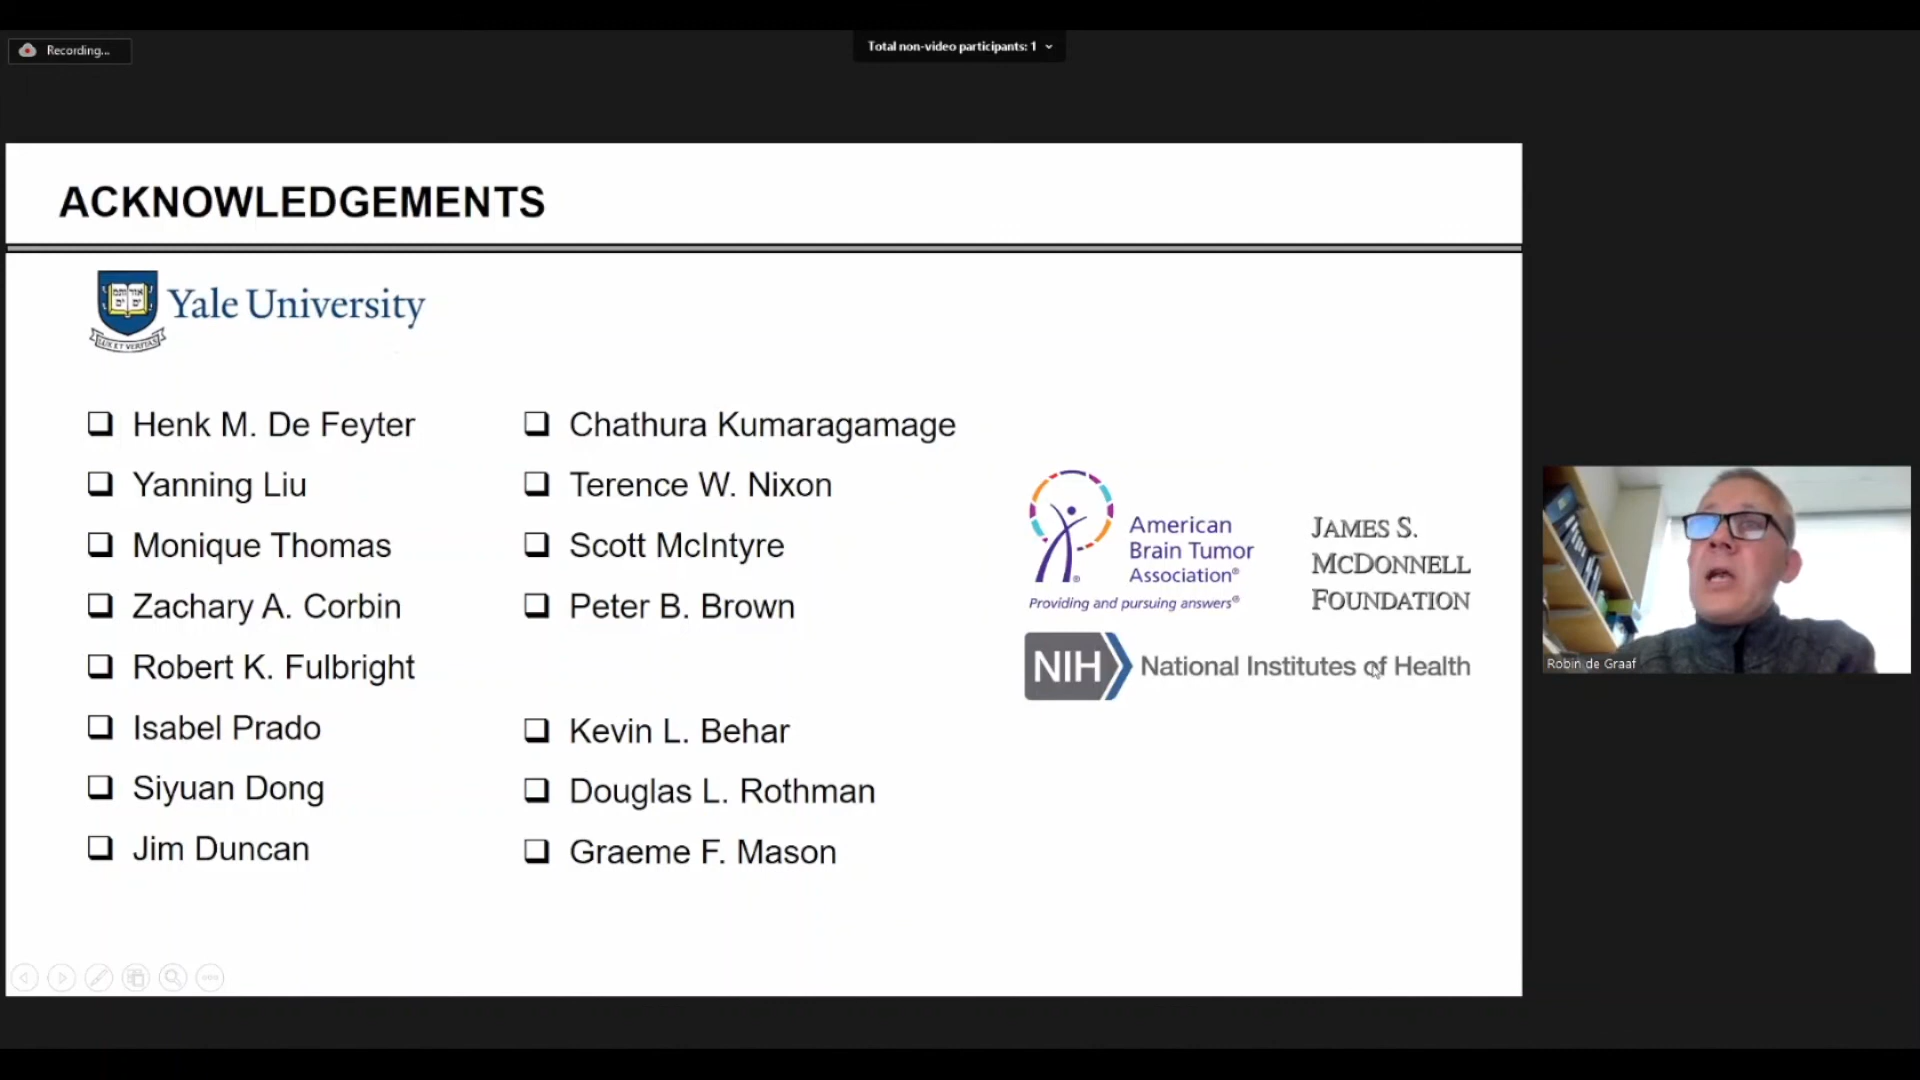 Recording...
Total non-video participants: 1
ACKNOWLEDGEMENTS
Yale University
LUX ET VERITAS
Henk M. De Feyter
Yanning Liu
Monique Thomas
Zachary A. Corbin
Robert K. Fulbright
Isabel Prado
Siyuan Dong
Jim Duncan
Chathura Kumaragamage
Terence W. Nixon
Scott McIntyre
Peter B. Brown
Kevin L. Behar
Douglas L. Rothman
Graeme F. Mason
American
Brain Tumor
Association®
Providing and pursuing answers®
JAMES S.
MCDONNELL
FOUNDATION
NIH National Institutes of Health
Robin de Graaf